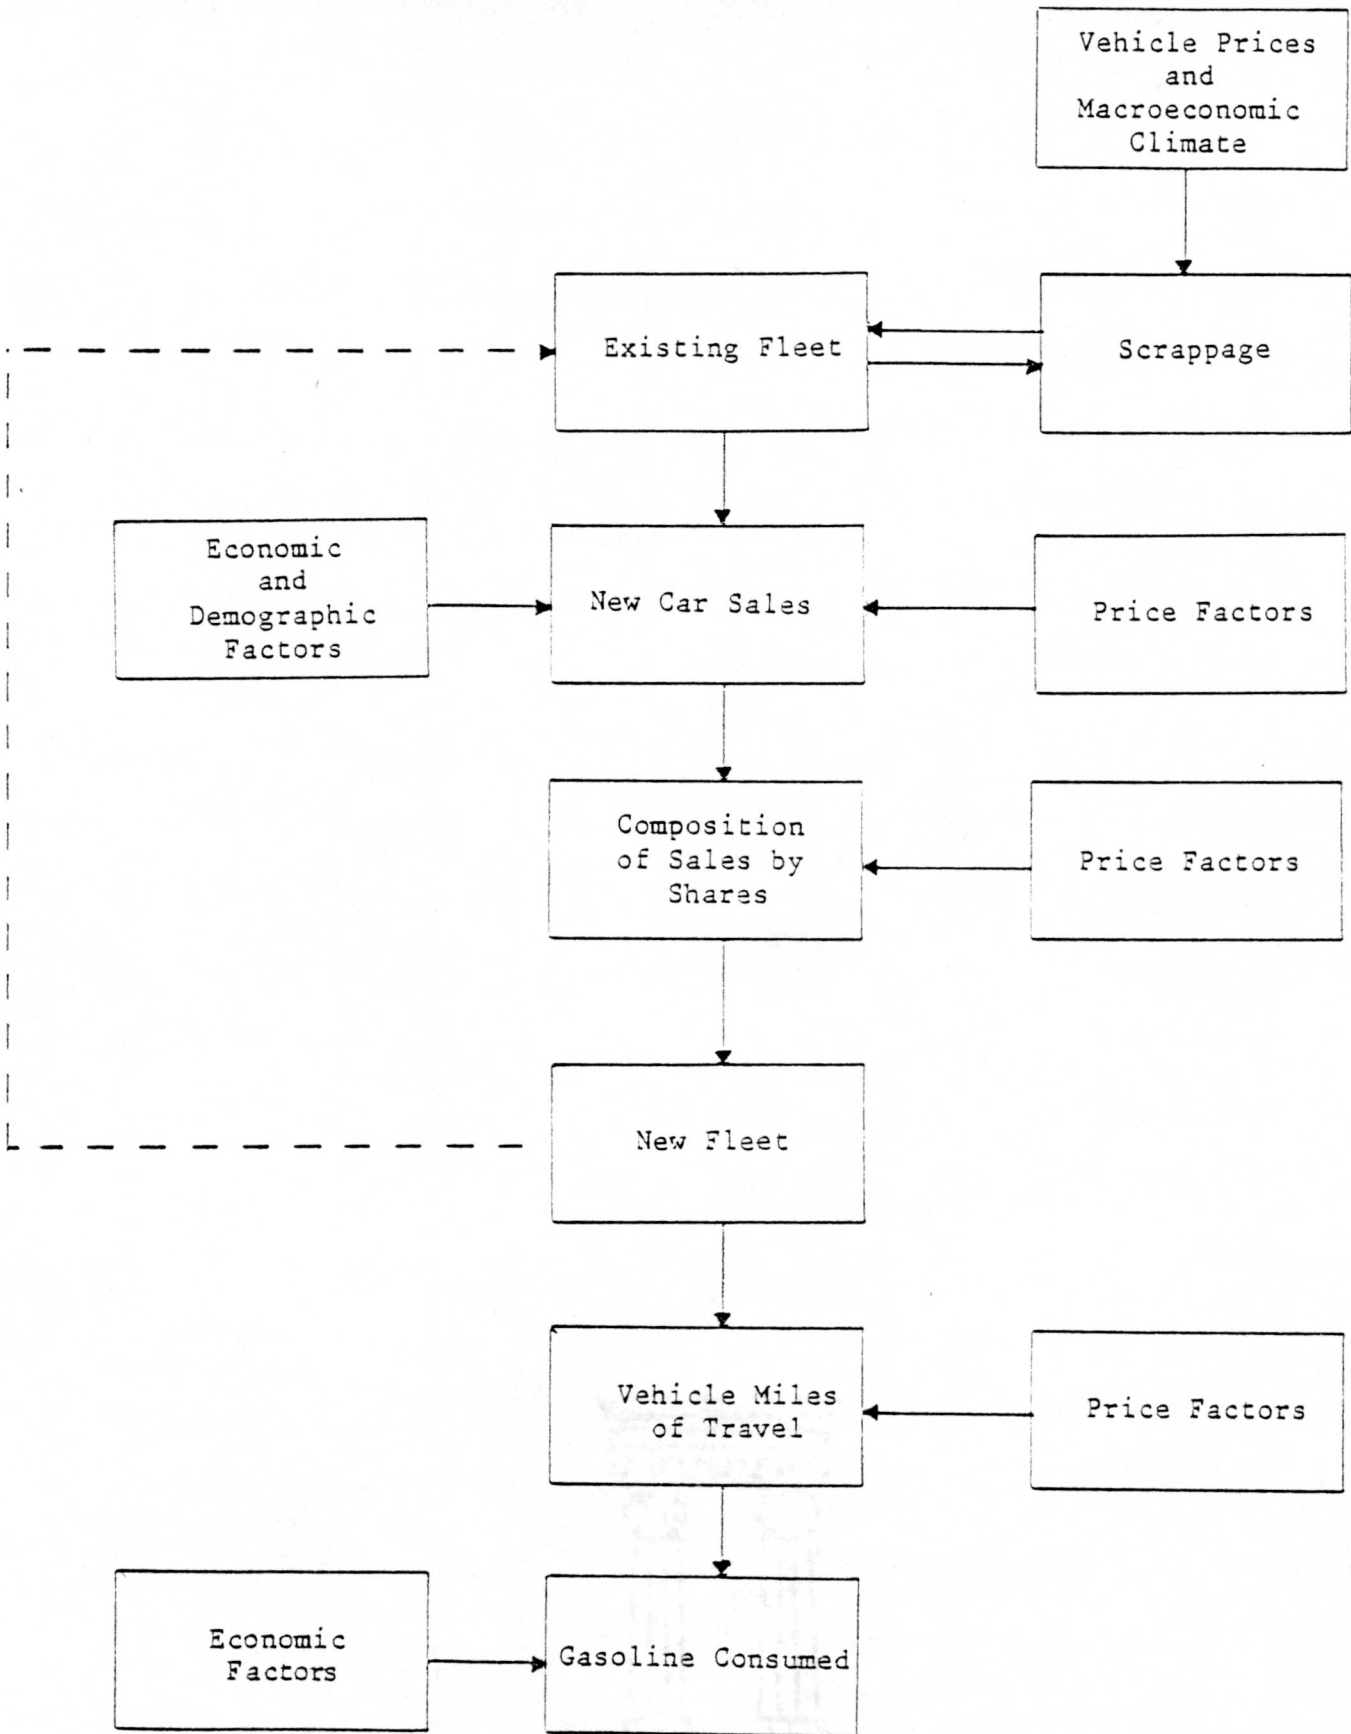 Vehicle Prices
and
Macroeconomic
Climate
Existing Fleet
Scrappage
Economic
and
Demographic
Factors
New Car Sales
Price Factors
Composition
of Sales by
Shares
Price Factors
New Fleet
Vehicle Miles
of Travel
Price Factors
Economic
Factors
Gasoline Consumed